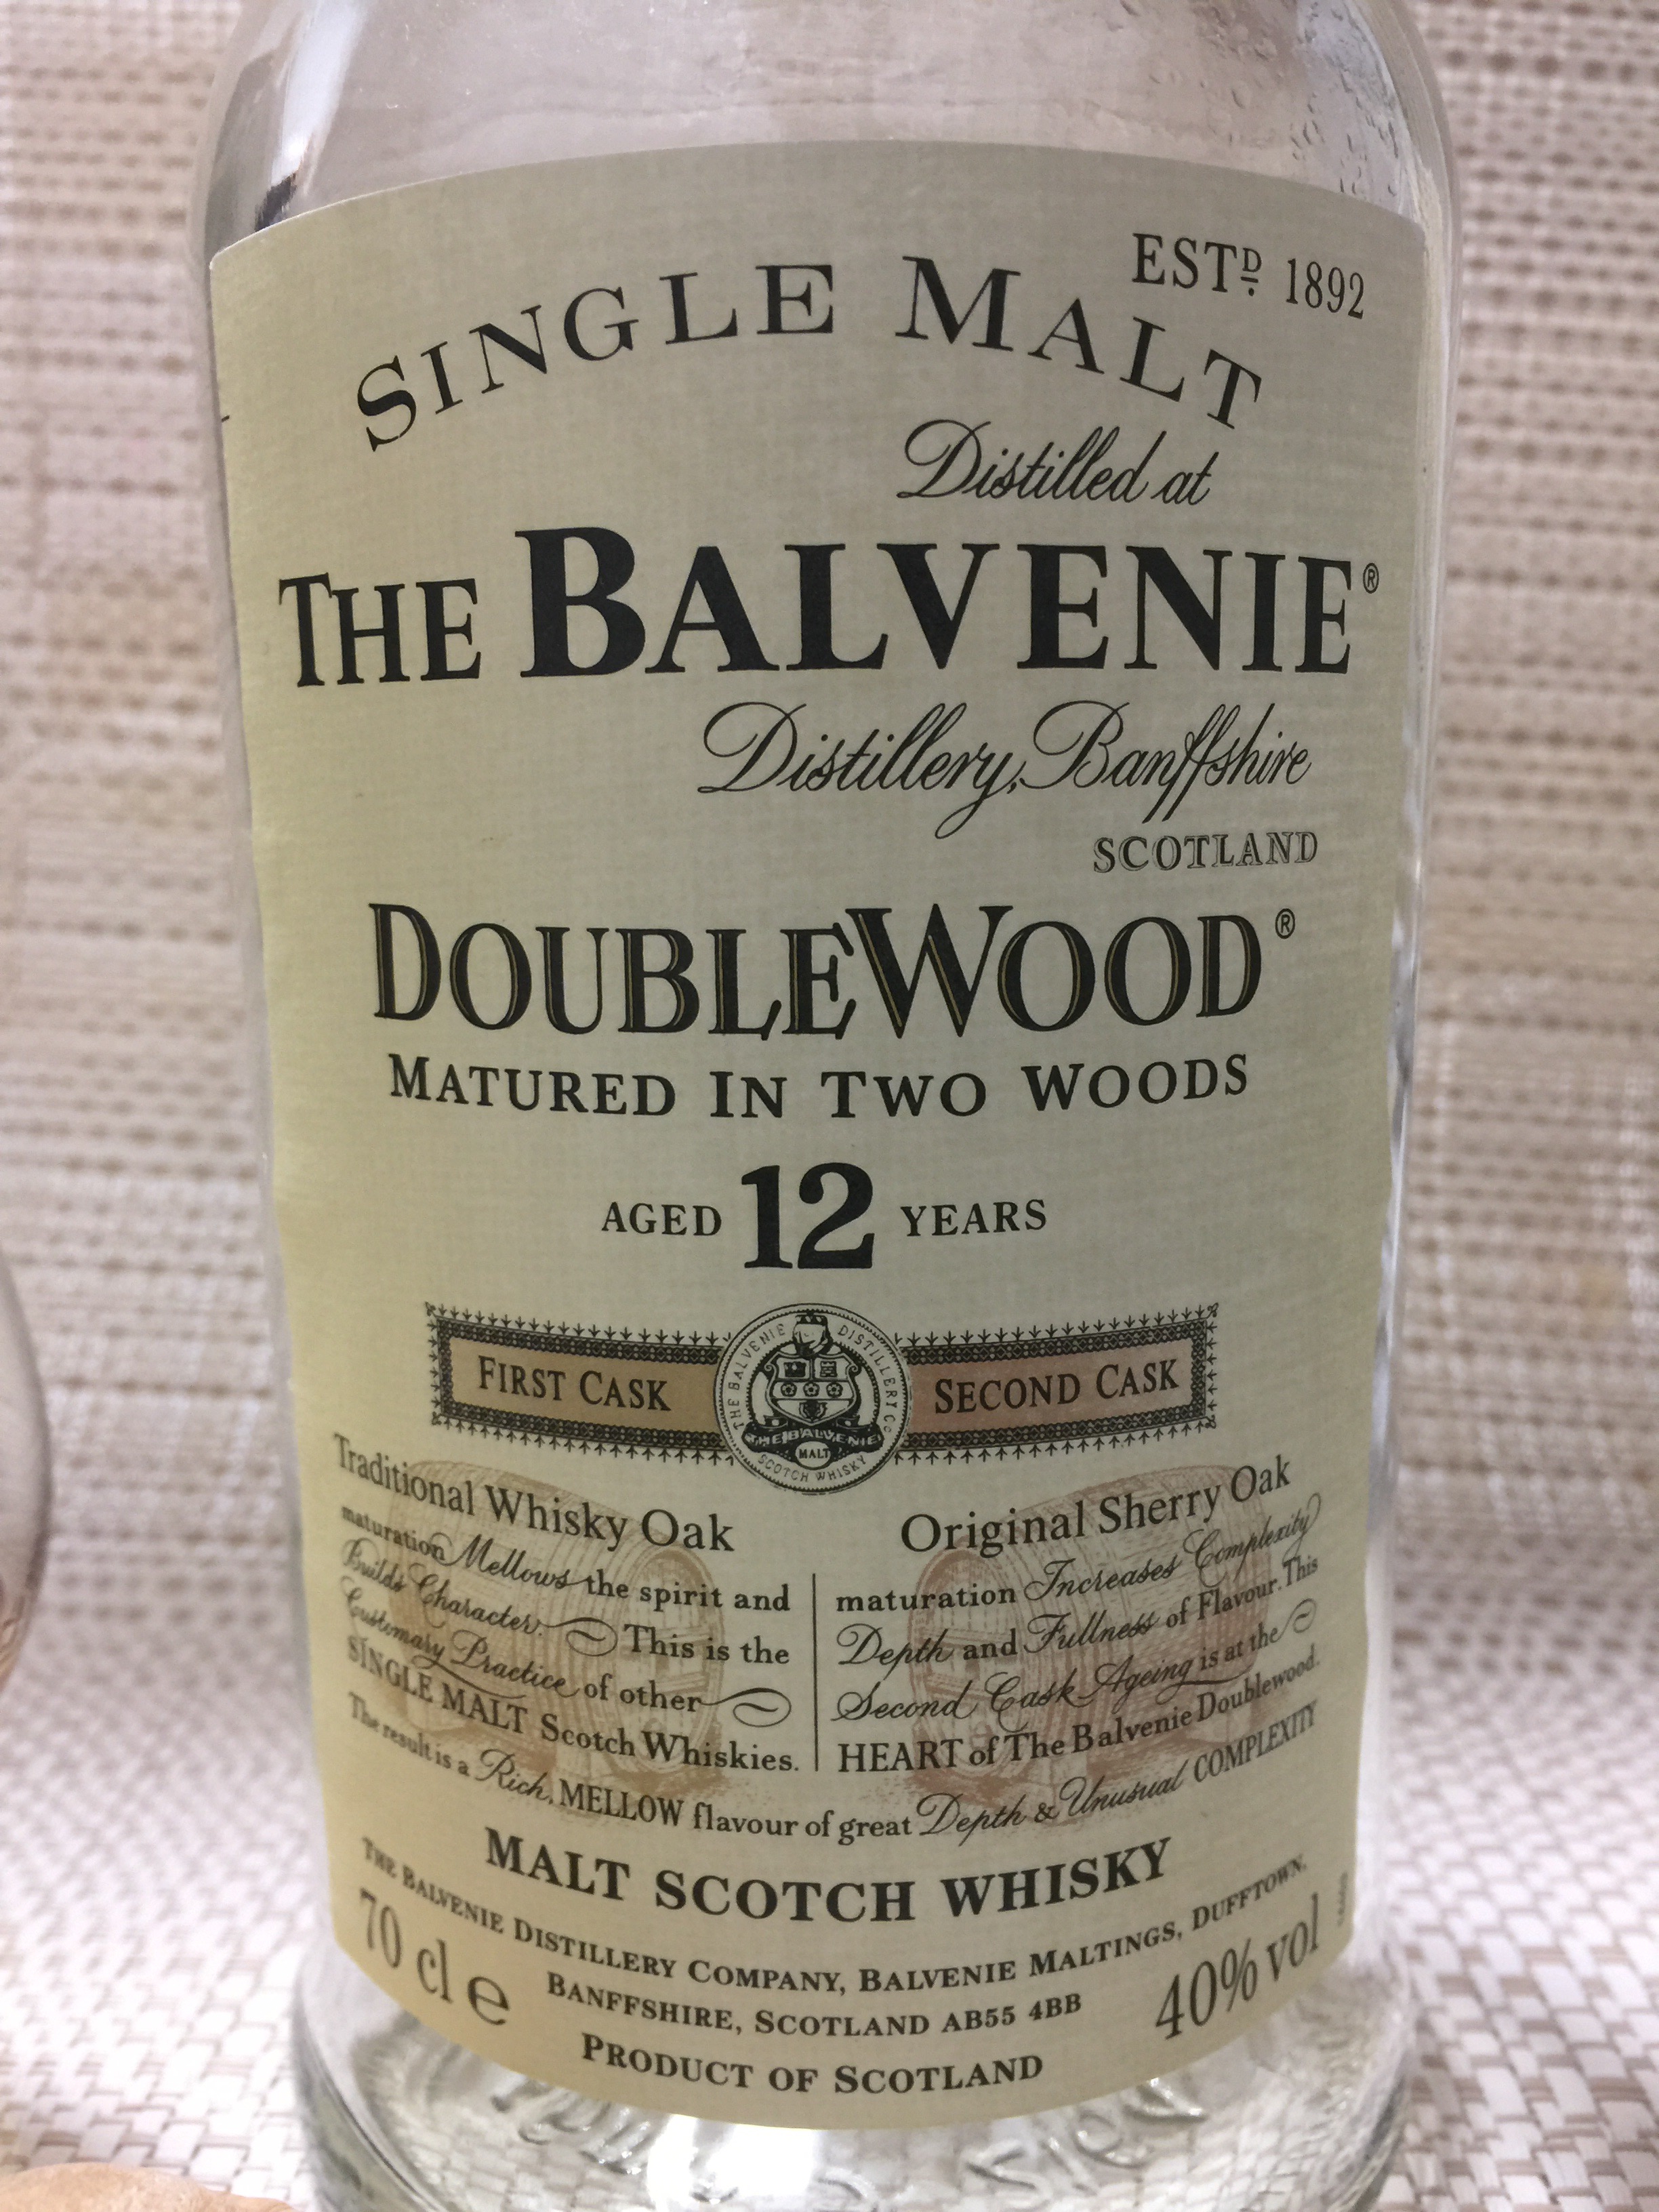 ESTD. 1892
SINGLE MALT
Distilled at
THE BALVENIE®
Distillery, Banffshire
SCOTLAND
DOUBLEWOOD®
MATURED IN TWO WOODS
AGED 12 YEARS
FIRST CASK
THE BALVENIE DISTILLERY Co
THE BALVENIE
MALT
SCOTCH WHISKY
SECOND CASK
Traditional Whisky Oak
maturation Mellows the spirit and
Builds Character. This is the
Customary Practice of other
SINGLE MALT Scotch Whiskies.
Original Sherry Oak
maturation Increases Complexity
Depth and Fullness of Flavour. This
Second Cask Ageing is at the
HEART of The Balvenie Doublewood.
The result is a Rich, MELLOW flavour of great Depth & Unusual COMPLEXITY
MALT SCOTCH WHISKY
THE BALVENIE DISTILLERY COMPANY, BALVENIE MALTINGS, DUFFTOWN,
BANFFSHIRE, SCOTLAND AB55 4BB
70 cl e
40% vol
PRODUCT OF SCOTLAND